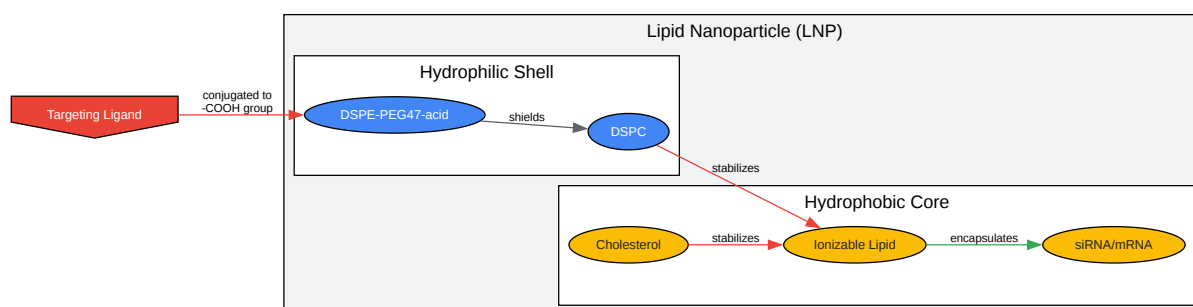 Lipid Nanoparticle (LNP)
Hydrophilic Shell
Targeting Ligand
conjugated to
-COOH group
DSPE-PEG47-acid
shields
DSPC
stabilizes
Hydrophobic Core
Cholesterol
stabilizes
Ionizable Lipid
encapsulates
siRNA/mRNA